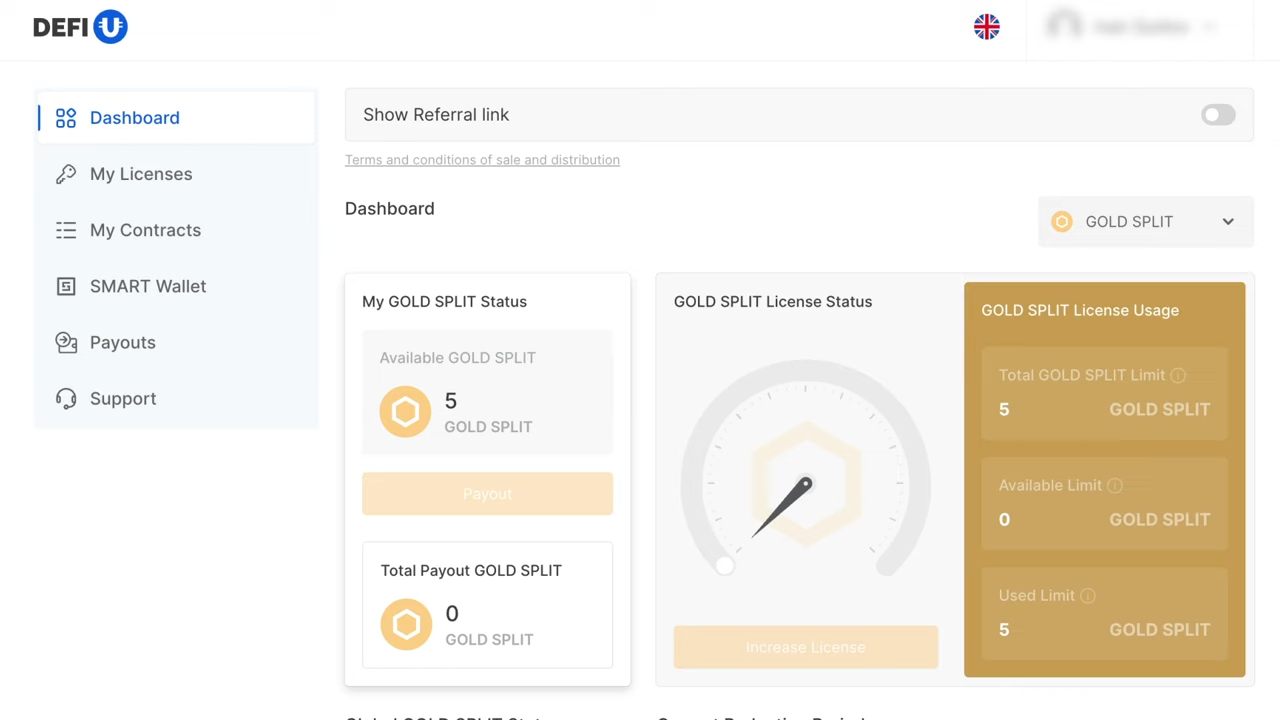 DEFI U
Show Referral link
Terms and conditions of sale and distribution
Dashboard
My Licenses
My Contracts
SMART Wallet
Payouts
Support
Dashboard
GOLD SPLIT
My GOLD SPLIT Status
Available GOLD SPLIT
5
GOLD SPLIT
Payout
Total Payout GOLD SPLIT
0
GOLD SPLIT
GOLD SPLIT License Status
Increase License
GOLD SPLIT License Usage
Total GOLD SPLIT Limit
5 GOLD SPLIT
Available Limit
0 GOLD SPLIT
Used Limit
5 GOLD SPLIT